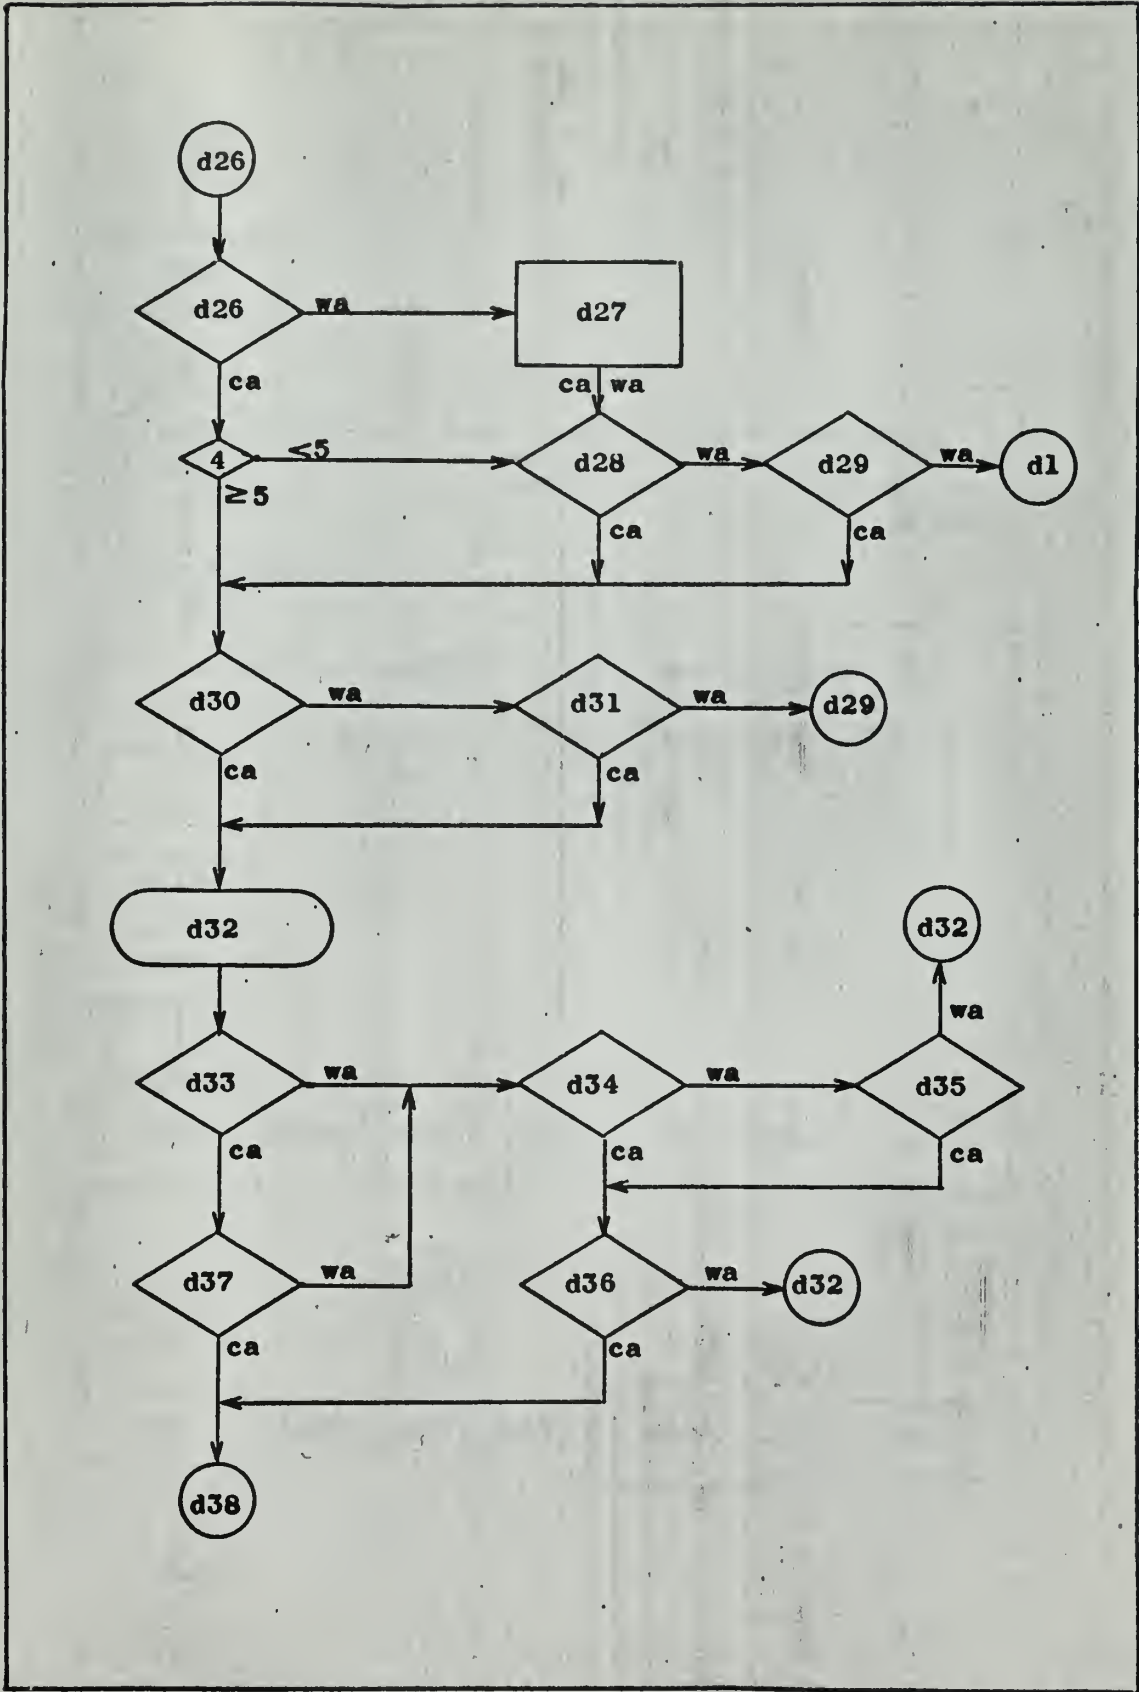 d26
d26 wa d27
ca
ca wa
4 <5 d28 wa d29 wa d1
≥5
ca ca
d30 wa d31 wa d29
ca ca
d32 d32
wa
d33 wa d34 wa d35
ca ca ca
d37 wa d36 wa d32
ca ca
d38